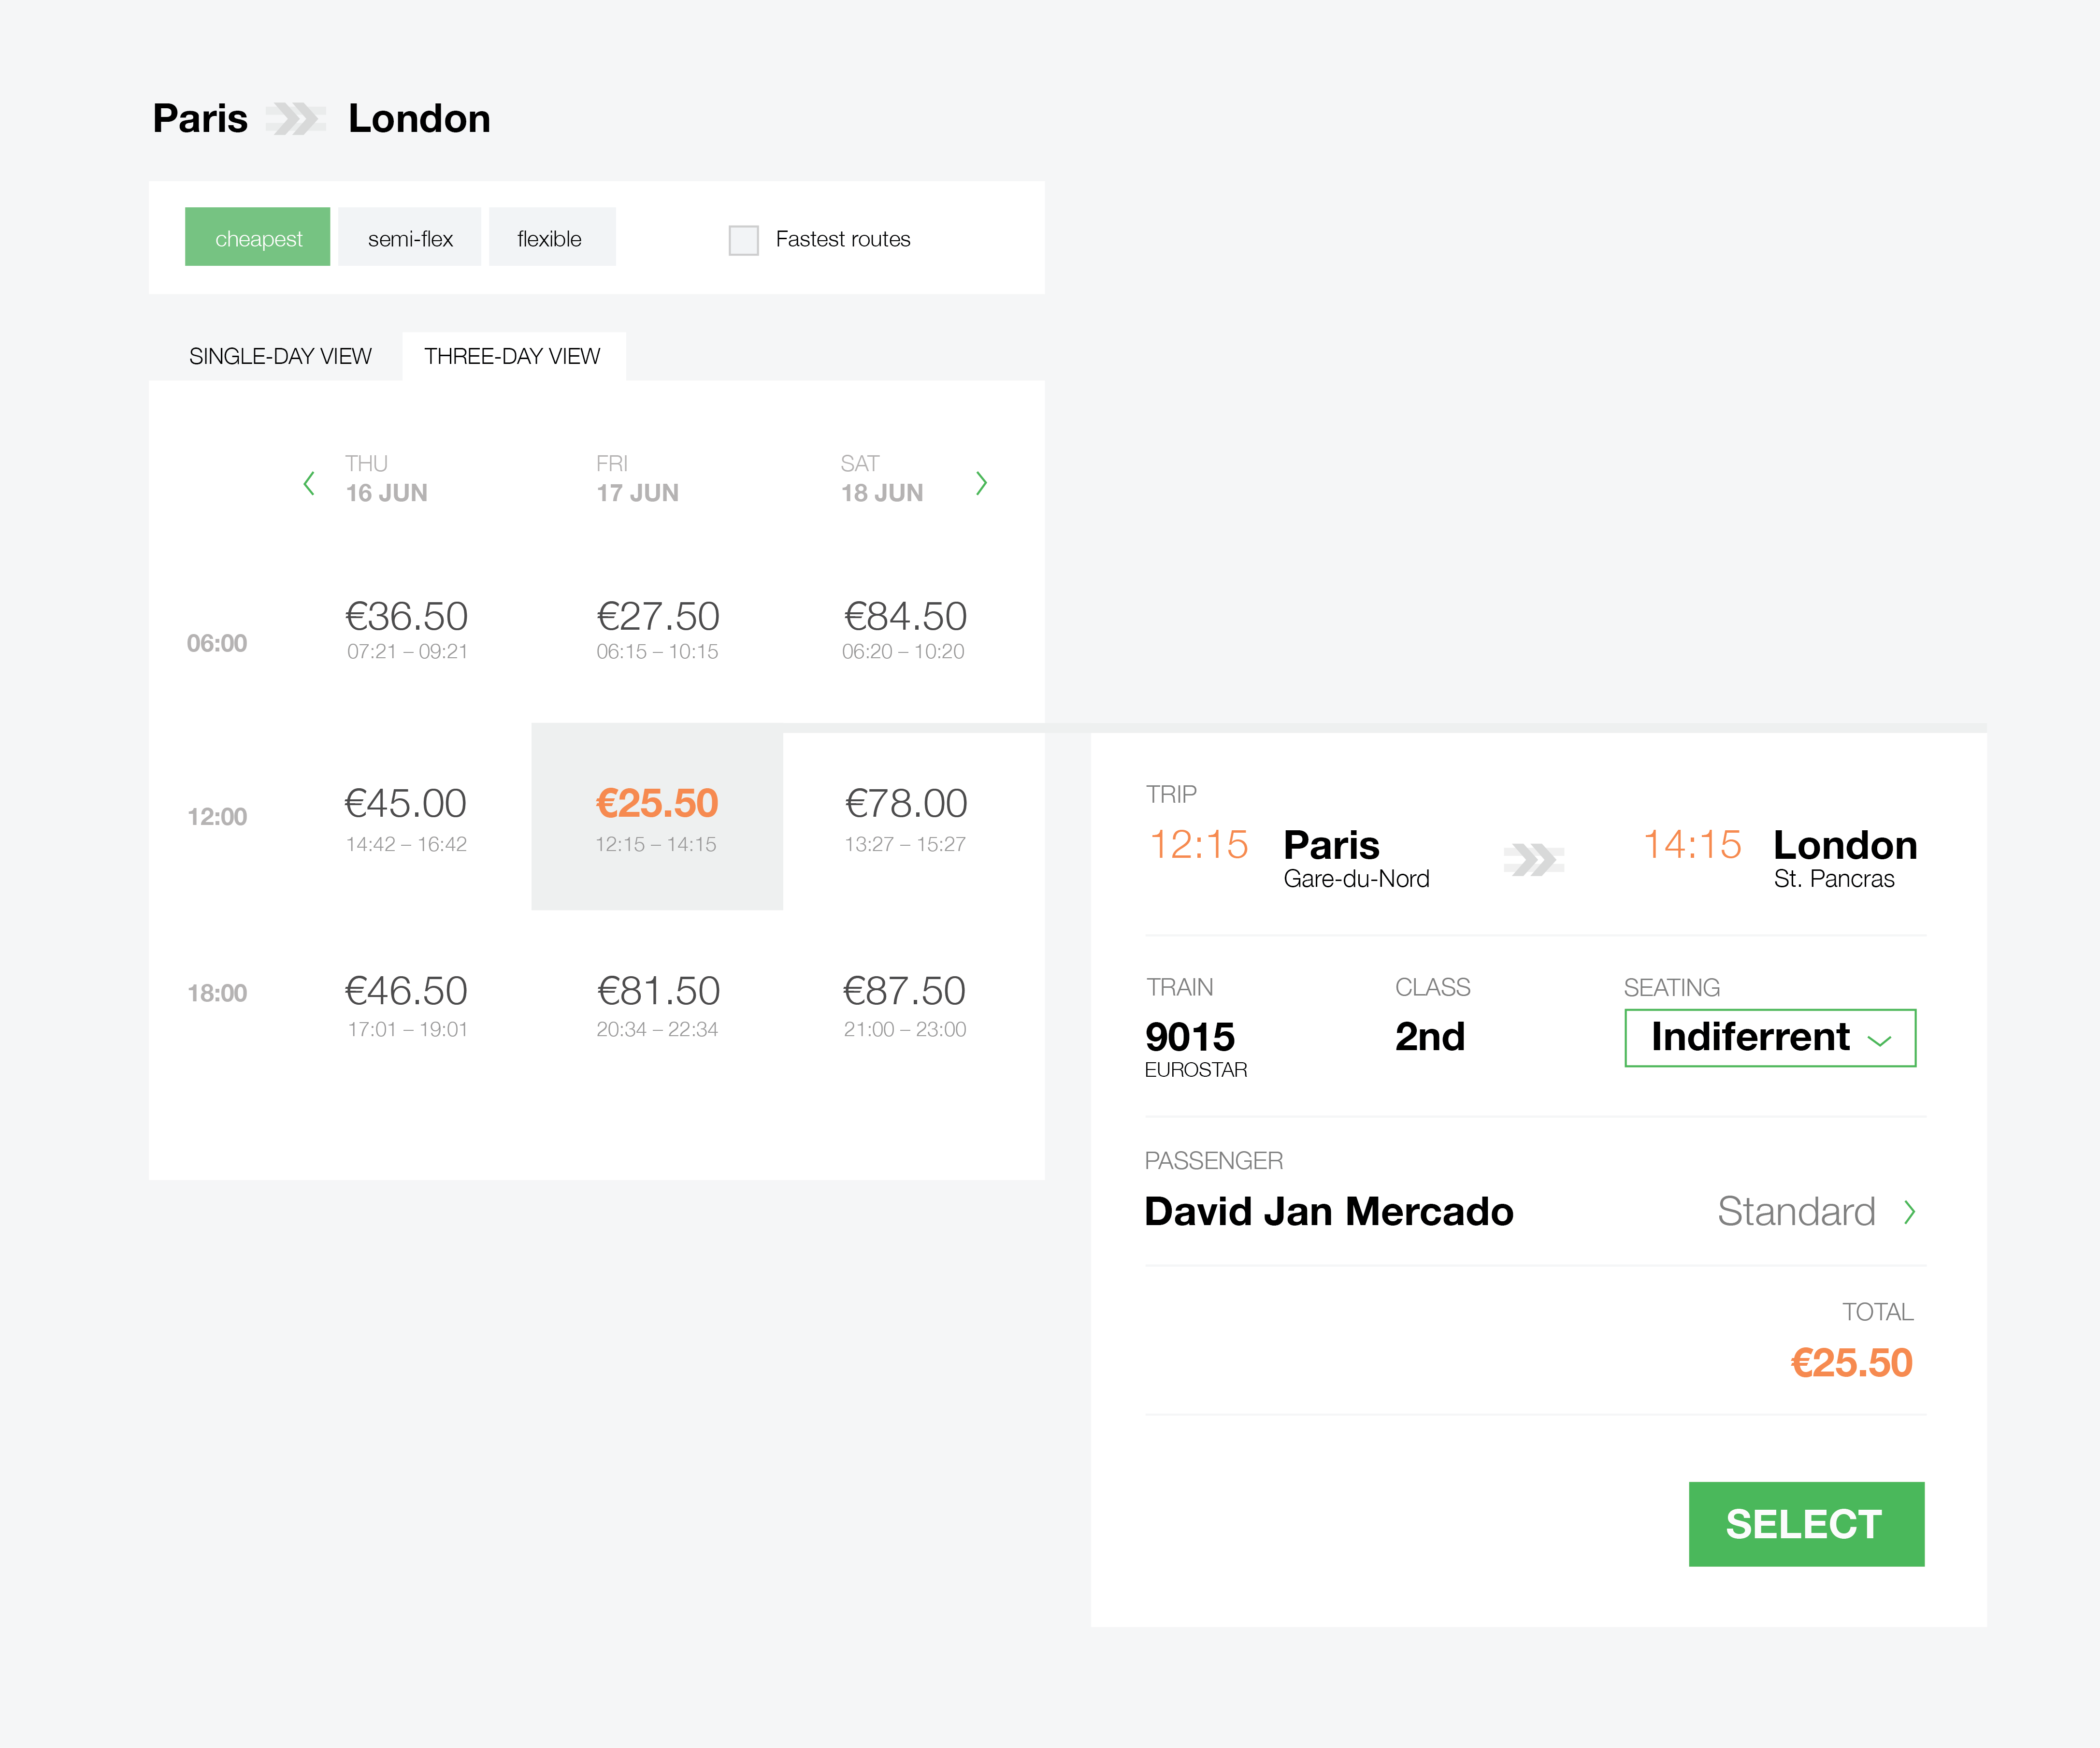 Paris London
cheapest semi-flex flexible Fastest routes
SINGLE-DAY VIEW THREE-DAY VIEW
THU FRI SAT
16 JUN 17 JUN 18 JUN
06:00 €36.50 €27.50 €84.50
07:21 – 09:21 06:15 – 10:15 06:20 – 10:20
12:00 €45.00 €25.50 €78.00
14:42 – 16:42 12:15 – 14:15 13:27 – 15:27
18:00 €46.50 €81.50 €87.50
17:01 – 19:01 20:34 – 22:34 21:00 – 23:00
TRIP
12:15 Paris 14:15 London
Gare-du-Nord St. Pancras
TRAIN CLASS SEATING
9015 2nd Indiferrent
EUROSTAR
PASSENGER
David Jan Mercado Standard
TOTAL
€25.50
SELECT